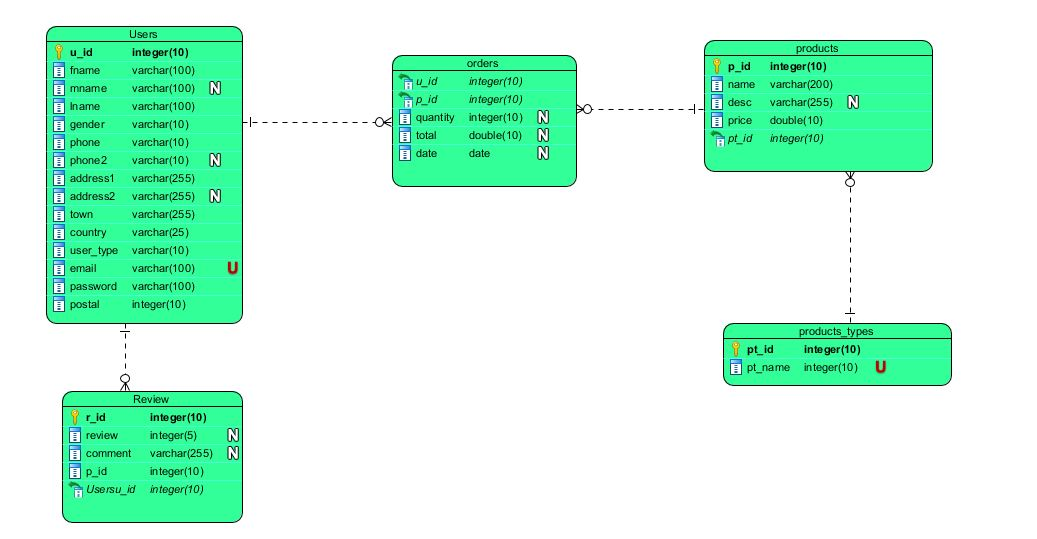 Users
u_id integer(10)
fname varchar(100)
mname varchar(100) N
lname varchar(100)
gender varchar(10)
phone varchar(10)
phone2 varchar(10) N
address1 varchar(255)
address2 varchar(255) N
town varchar(255)
country varchar(25)
user_type varchar(10)
email varchar(100) U
password varchar(100)
postal integer(10)
orders
u_id integer(10)
p_id integer(10)
quantity integer(10) N
total double(10) N
date date N
products
p_id integer(10)
name varchar(200)
desc varchar(255) N
price double(10)
pt_id integer(10)
products_types
pt_id integer(10)
pt_name integer(10) U
Review
r_id integer(10)
review integer(5) N
comment varchar(255) N
p_id integer(10)
Usersu_id integer(10)